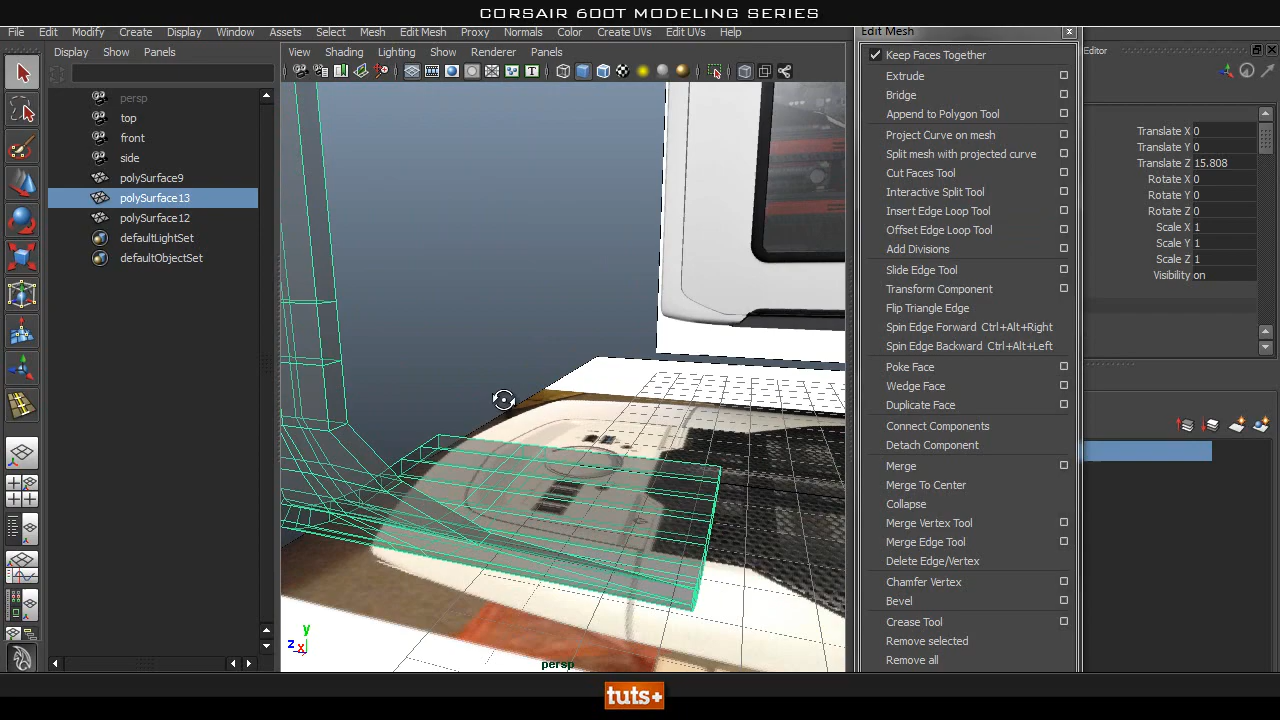 CORSAIR 600T MODELING SERIES
File Edit Modify Create Display Window Assets Select Mesh Edit Mesh Proxy Normals Color Create UVs Edit UVs Help
Edit Mesh
Editor
Display Show Panels
View Shading Lighting Show Renderer Panels
persp
top
front
side
polySurface9
polySurface13
polySurface12
defaultLightSet
defaultObjectSet
Keep Faces Together
Extrude
Bridge
Append to Polygon Tool
Project Curve on mesh
Split mesh with projected curve
Cut Faces Tool
Interactive Split Tool
Insert Edge Loop Tool
Offset Edge Loop Tool
Add Divisions
Slide Edge Tool
Transform Component
Flip Triangle Edge
Spin Edge Forward Ctrl+Alt+Right
Spin Edge Backward Ctrl+Alt+Left
Poke Face
Wedge Face
Duplicate Face
Connect Components
Detach Component
Merge
Merge To Center
Collapse
Merge Vertex Tool
Merge Edge Tool
Delete Edge/Vertex
Chamfer Vertex
Bevel
Crease Tool
Remove selected
Remove all
Translate X 0
Translate Y 0
Translate Z 15.808
Rotate X 0
Rotate Y 0
Rotate Z 0
Scale X 1
Scale Y 1
Scale Z 1
Visibility on
y
z x
persp
tuts+